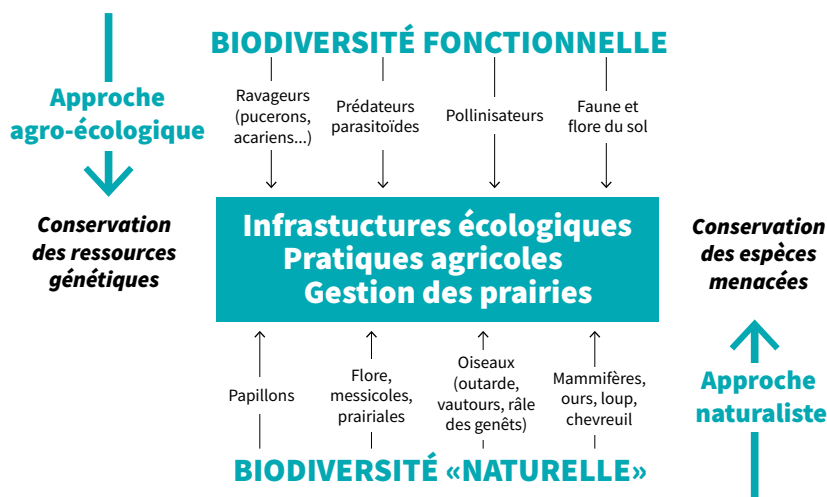 BIODIVERSITÉ FONCTIONNELLE
Approche
agro-écologique
Ravageurs
(pucerons,
acariens...)
Prédateurs
parasitoïdes
Pollinisateurs
Faune et
flore du sol
Conservation
des ressources
génétiques
Infrastuctures écologiques
Pratiques agricoles
Gestion des prairies
Conservation
des espèces
menacées
Papillons
Flore,
messicoles,
prairiales
Oiseaux
(outarde,
vautours, râle
des genêts)
Mammifères,
ours, loup,
chevreuil
Approche
naturaliste
BIODIVERSITÉ «NATURELLE»